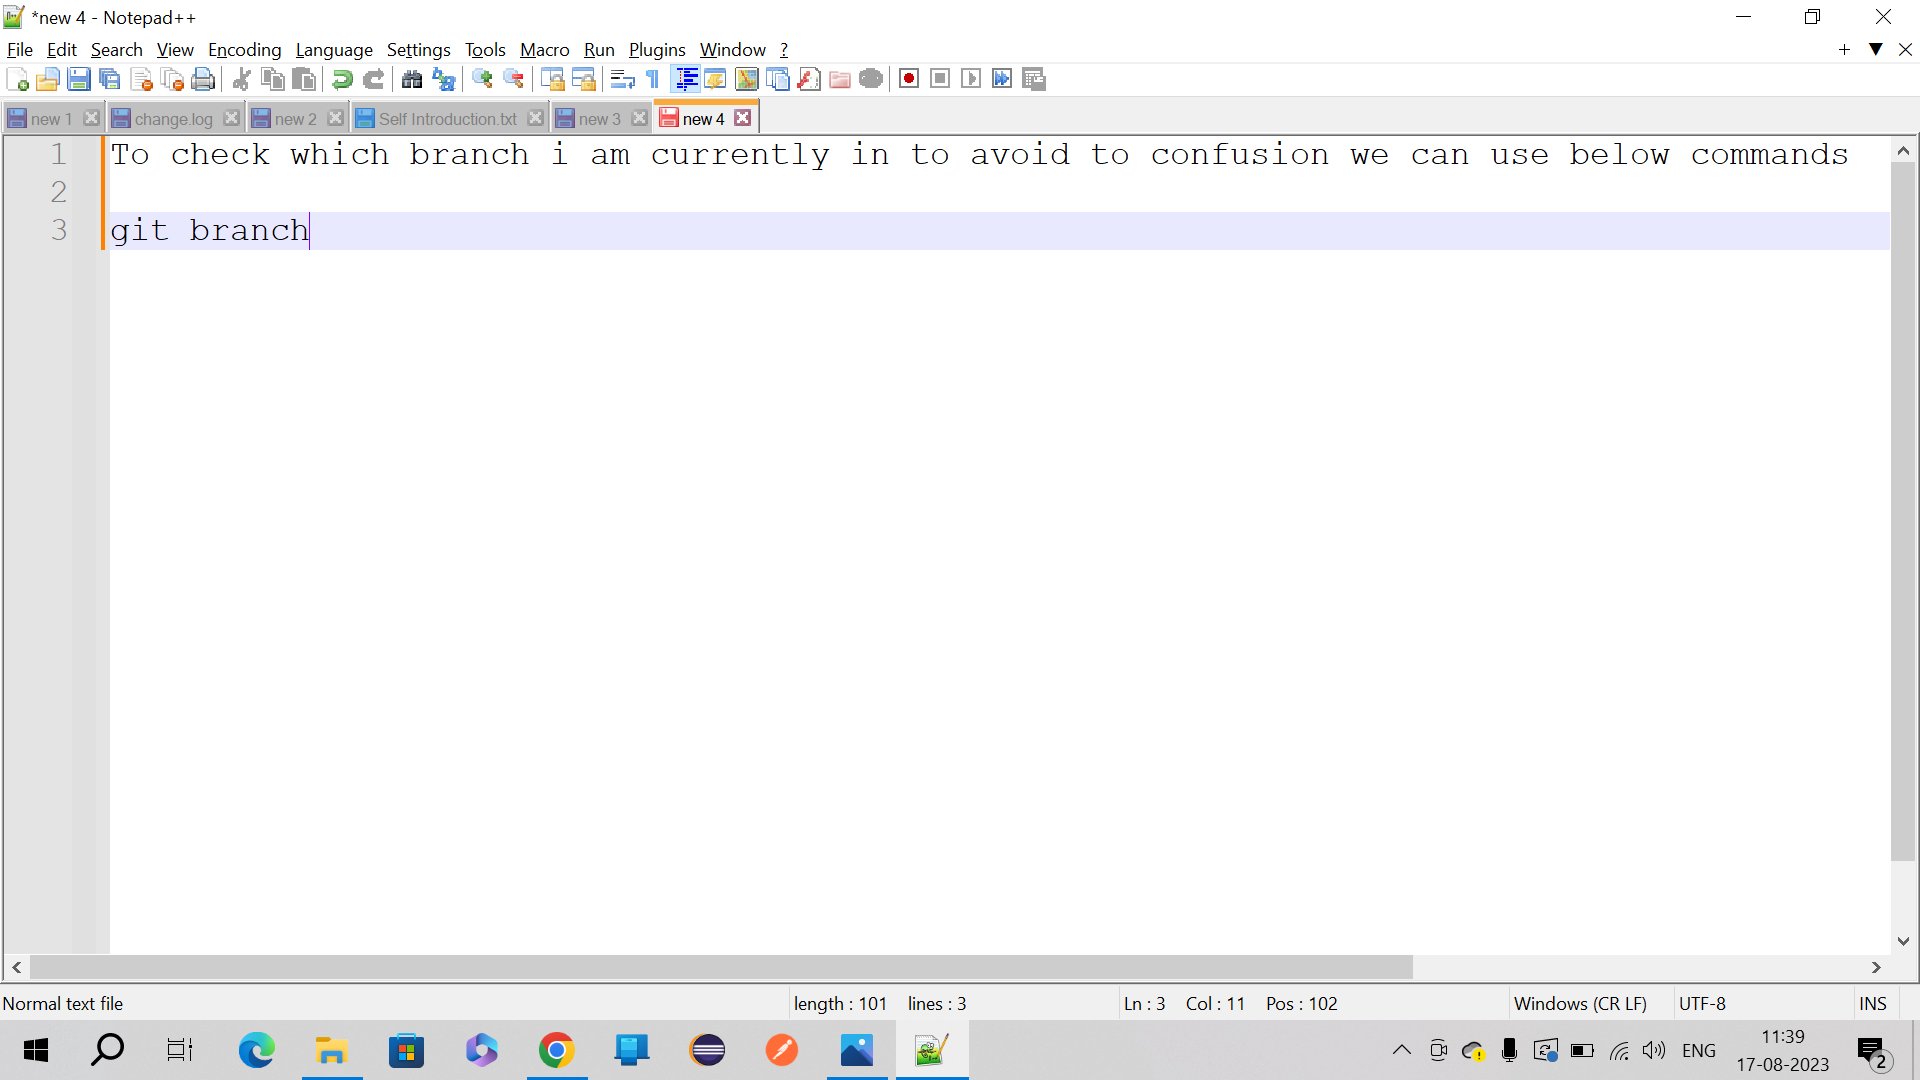 *new 4 - Notepad++
File Edit Search View Encoding Language Settings Tools Macro Run Plugins Window ?
new 1 change.log new 2 Self Introduction.txt new 3 new 4
1 To check which branch i am currently in to avoid to confusion we can use below commands
2
3 git branch
Normal text file length : 101 lines : 3 Ln : 3 Col : 11 Pos : 102 Windows (CR LF) UTF-8 INS
ENG 11:39
17-08-2023 2